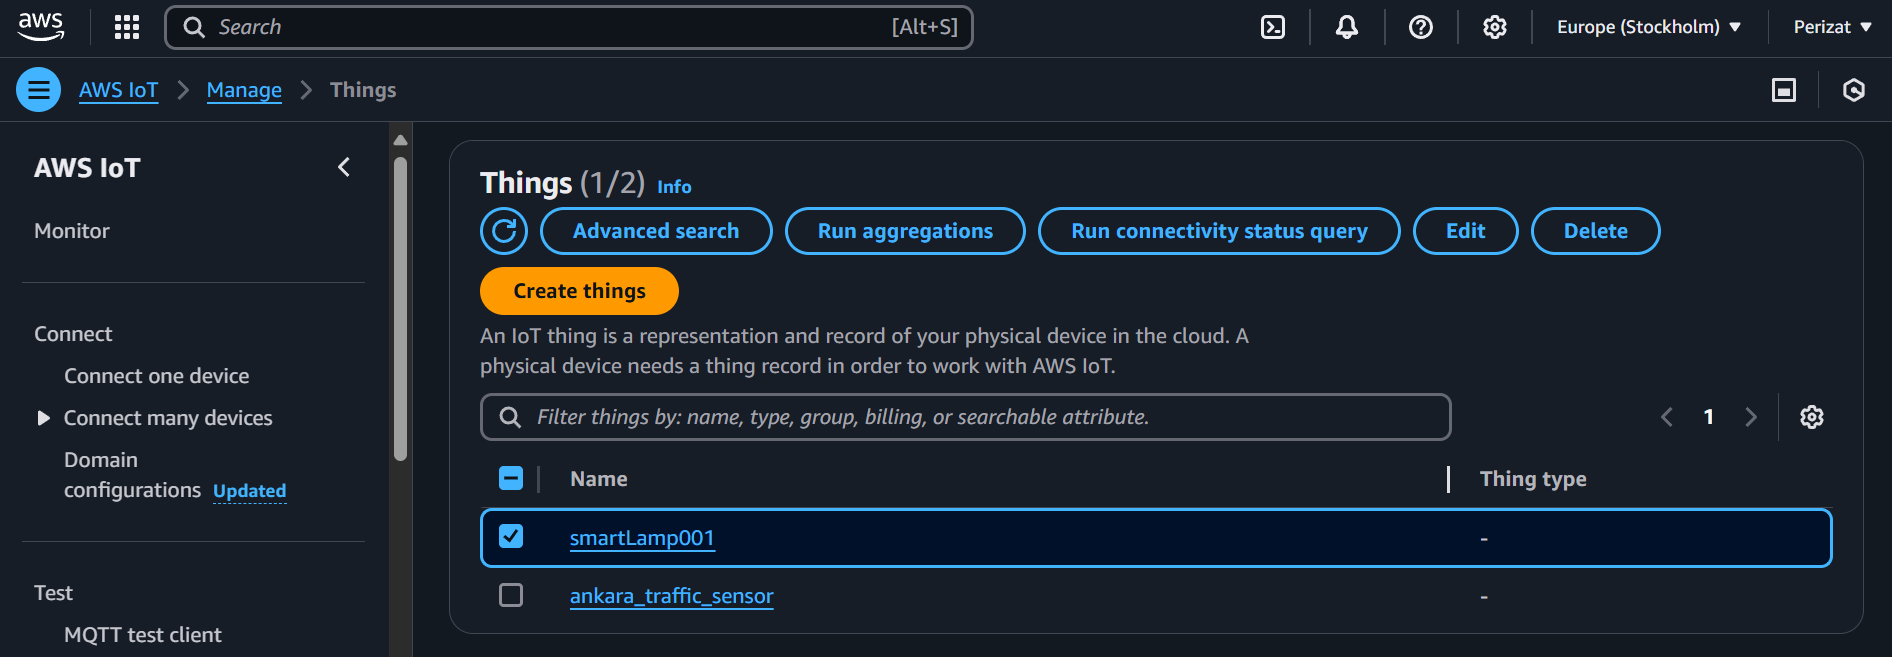 aws
Search [Alt+S]
Europe (Stockholm)
Perizat
AWS IoT
Manage
Things
AWS IoT
Monitor
Connect
Connect one device
Connect many devices
Domain
configurations Updated
Test
MQTT test client
Things (1/2) Info
Advanced search
Run aggregations
Run connectivity status query
Edit
Delete
Create things
An IoT thing is a representation and record of your physical device in the cloud. A
physical device needs a thing record in order to work with AWS IoT.
Filter things by: name, type, group, billing, or searchable attribute.
1
Name Thing type
smartLamp001 -
ankara_traffic_sensor -